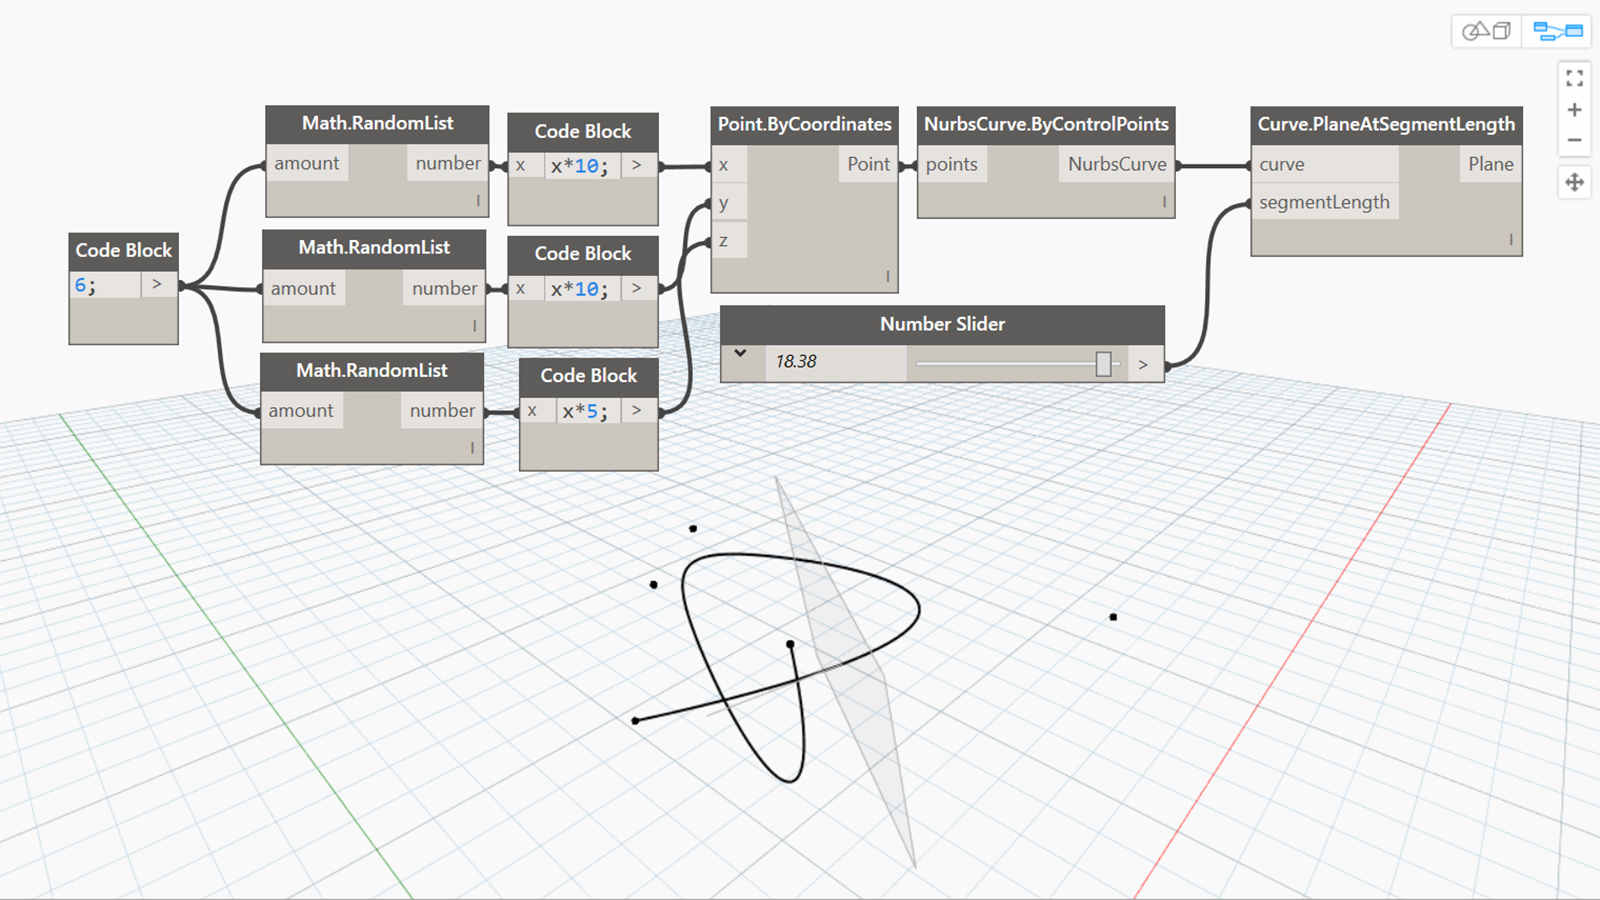 Math.RandomList
amount number
Code Block
x x*10; >
Point.ByCoordinates
x Point
y
z
NurbsCurve.ByControlPoints
points NurbsCurve
Curve.PlaneAtSegmentLength
curve Plane
segmentLength
Code Block
6; >
Math.RandomList
amount number
Code Block
x x*10; >
Number Slider
18.38 >
Math.RandomList
amount number
Code Block
x x*5; >